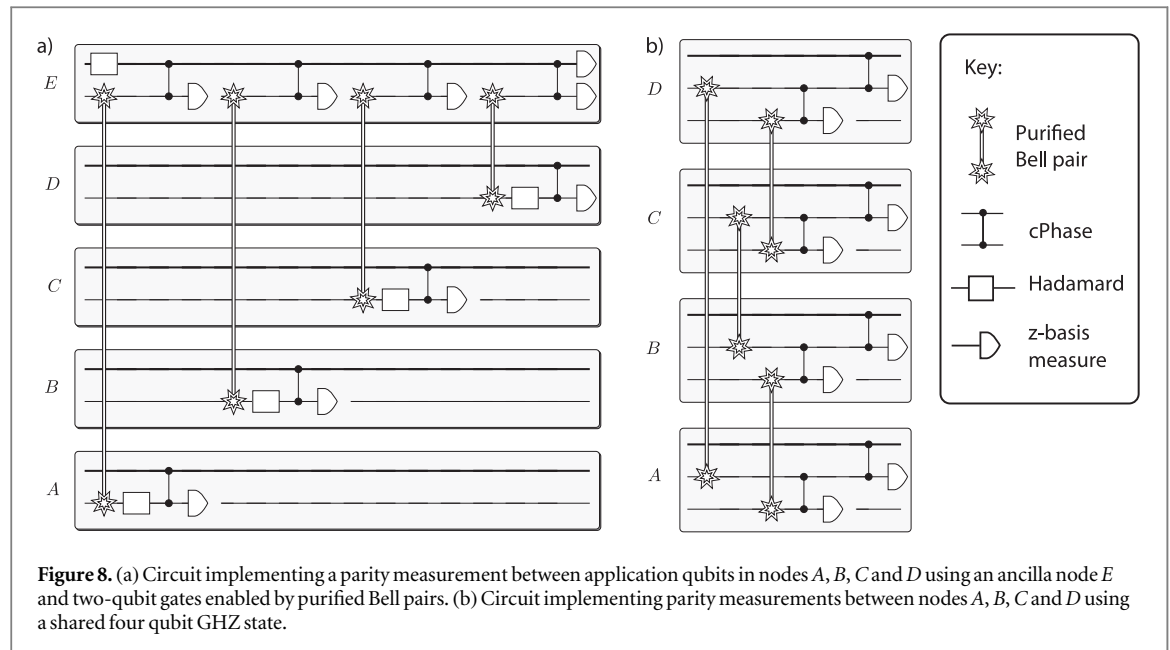 a)
E
D
C
B
A
b)
D
C
B
A
Key:
Purified
Bell pair
cPhase
Hadamard
z-basis
measure
Figure 8. (a) Circuit implementing a parity measurement between application qubits in nodes A, B, C and D using an ancilla node E
and two-qubit gates enabled by purified Bell pairs. (b) Circuit implementing parity measurements between nodes A, B, C and D using
a shared four qubit GHZ state.